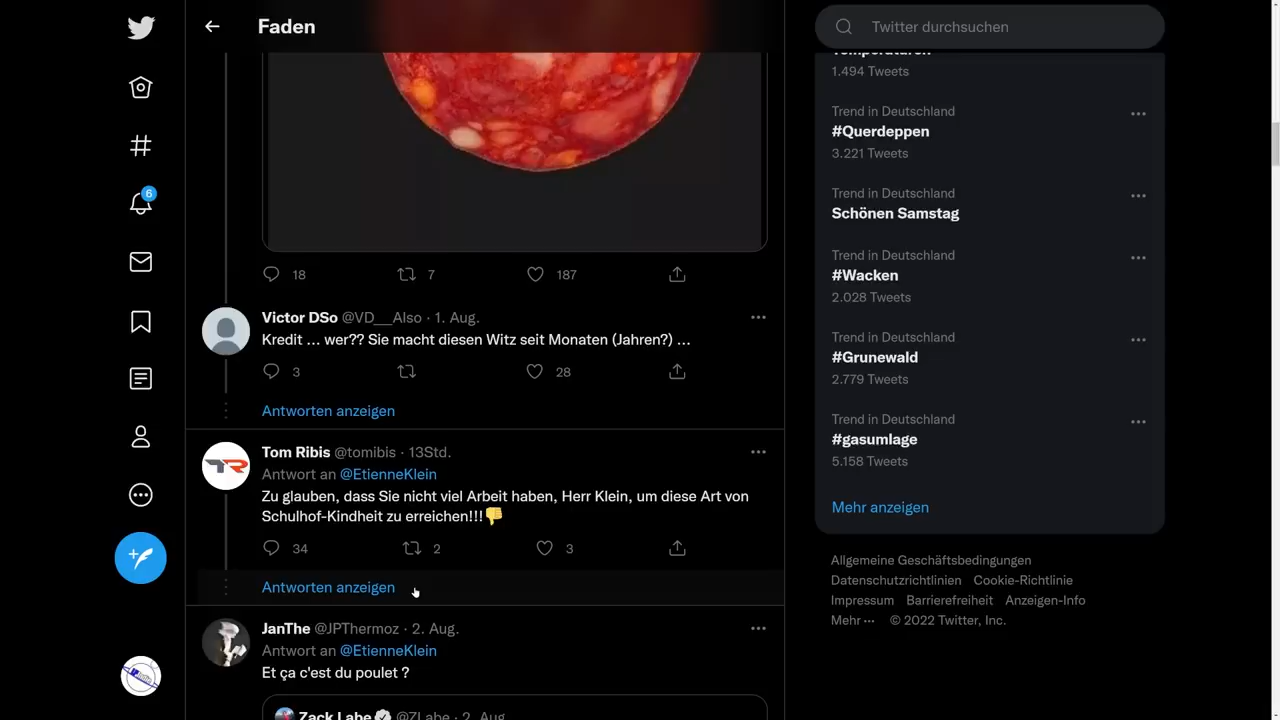 Faden
18
7
187
Victor DSo @VD__Also · 1. Aug.
Kredit ... wer?? Sie macht diesen Witz seit Monaten (Jahren?) ...
3
28
Antworten anzeigen
Tom Ribis @tomibis · 13Std.
Antwort an @EtienneKlein
Zu glauben, dass Sie nicht viel Arbeit haben, Herr Klein, um diese Art von
Schulhof-Kindheit zu erreichen!!!👎
34
2
3
Antworten anzeigen
JanThe @JPThermoz · 2. Aug.
Antwort an @EtienneKlein
Et ça c'est du poulet ?
Zack Labe @ZLabe · 2. Aug.
6
Twitter durchsuchen
Temperaturen
1.494 Tweets
Trend in Deutschland
#Querdeppen
3.221 Tweets
Trend in Deutschland
Schönen Samstag
Trend in Deutschland
#Wacken
2.028 Tweets
Trend in Deutschland
#Grunewald
2.779 Tweets
Trend in Deutschland
#gasumlage
5.158 Tweets
Mehr anzeigen
Allgemeine Geschäftsbedingungen
Datenschutzrichtlinien Cookie-Richtlinie
Impressum Barrierefreiheit Anzeigen-Info
Mehr ··· © 2022 Twitter, Inc.